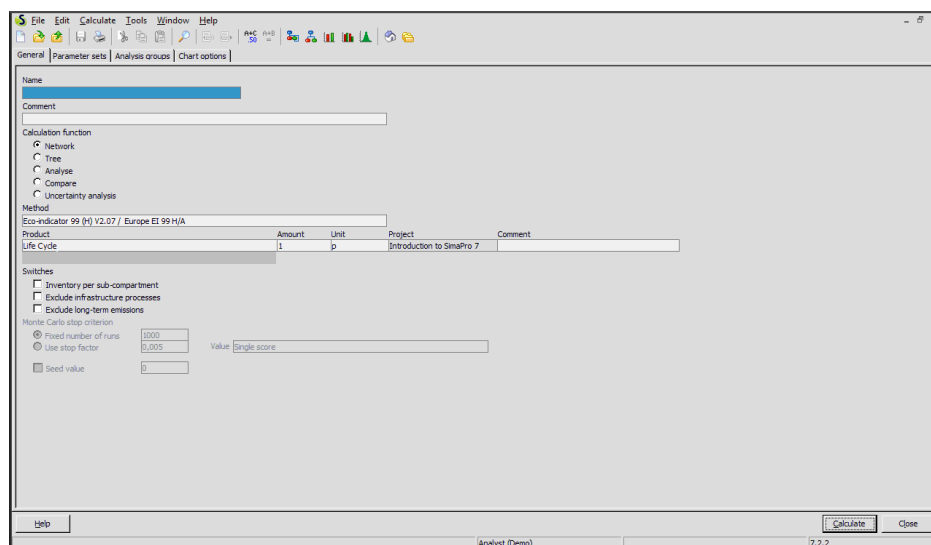 File Edit Calculate Tools Window Help
General Parameter sets Analysis groups Chart options
Name
Comment
Calculation function
Network
Tree
Analyse
Compare
Uncertainty analysis
Method
Eco-indicator 99 (H) V2.07 / Europe EI 99 H/A
Product Amount Unit Project Comment
Life Cycle 1 p Introduction to SimaPro 7
Switches
Inventory per sub-compartment
Exclude infrastructure processes
Exclude long-term emissions
Monte Carlo stop criterion
Fixed number of runs 1000
Use stop factor 0,005 Value Single score
Seed value 0
Help Calculate Close
Analyst (Demo) 7.2.2